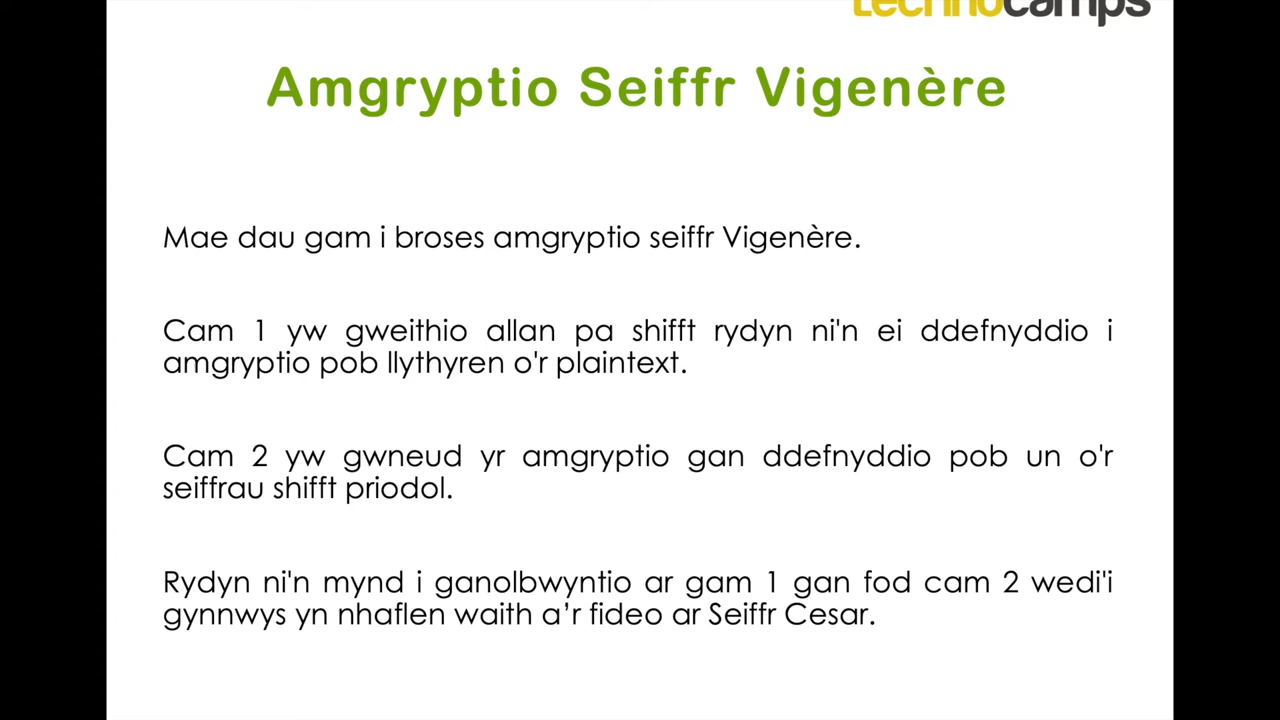 technocamps
Amgryptio Seiffr Vigenère
Mae dau gam i broses amgryptio seiffr Vigenère.
Cam 1 yw gweithio allan pa shifft rydyn ni'n ei ddefnyddio i
amgryptio pob llythyren o'r plaintext.
Cam 2 yw gwneud yr amgryptio gan ddefnyddio pob un o'r
seiffrau shifft priodol.
Rydyn ni'n mynd i ganolbwyntio ar gam 1 gan fod cam 2 wedi'i
gynnwys yn nhaflen waith a’r fideo ar Seiffr Cesar.